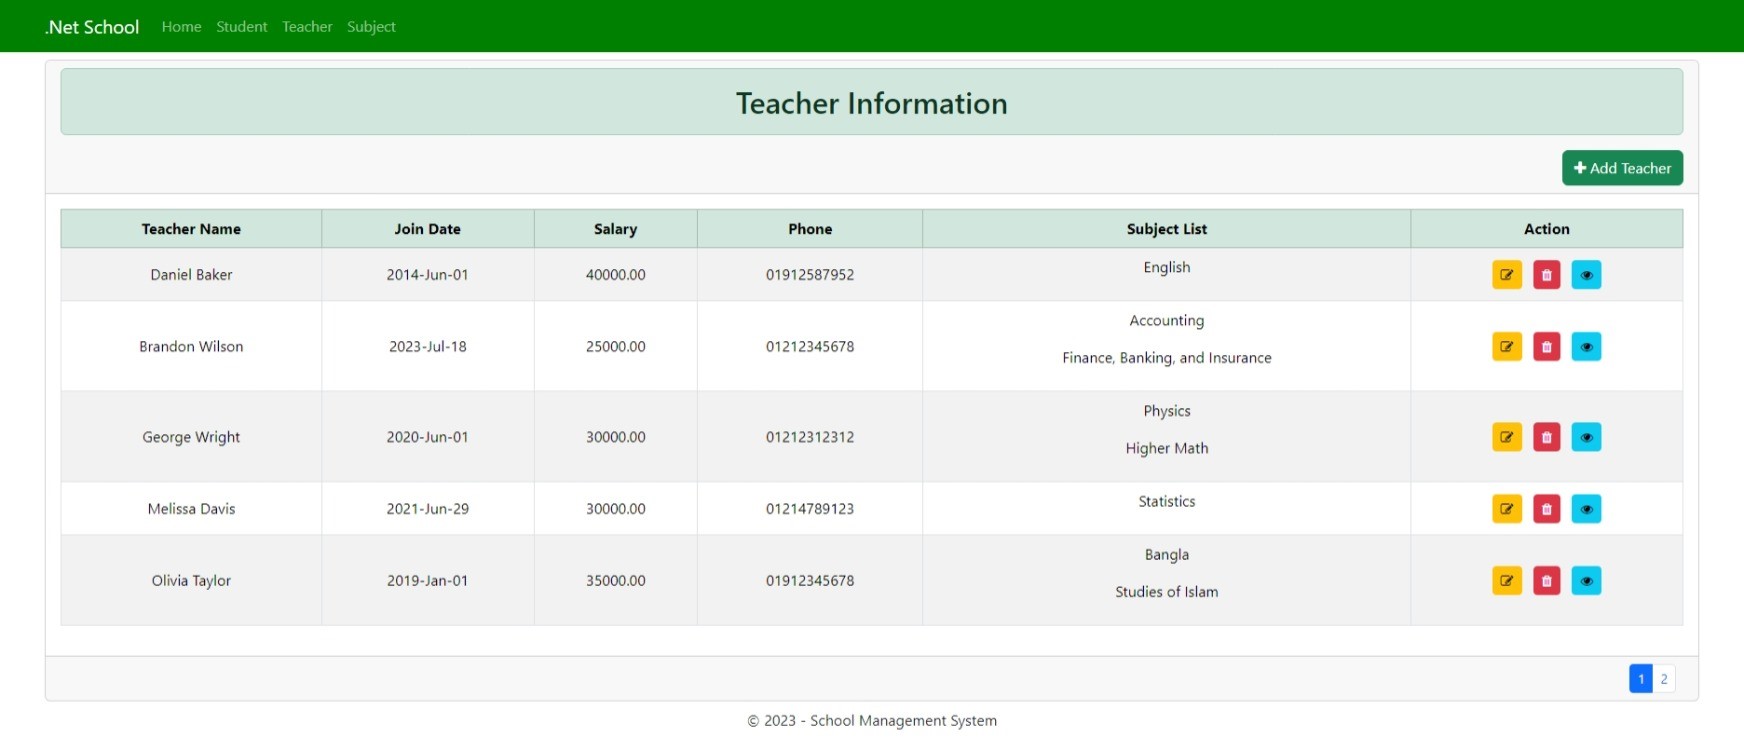 .Net School Home Student Teacher Subject
Teacher Information
Add Teacher
Teacher Name Join Date Salary Phone Subject List Action
Daniel Baker 2014-Jun-01 40000.00 01912587952 English
Brandon Wilson 2023-Jul-18 25000.00 01212345678 Accounting
Finance, Banking, and Insurance
George Wright 2020-Jun-01 30000.00 01212312312 Physics
Higher Math
Melissa Davis 2021-Jun-29 30000.00 01214789123 Statistics
Olivia Taylor 2019-Jan-01 35000.00 01912345678 Bangla
Studies of Islam
1 2
© 2023 - School Management System